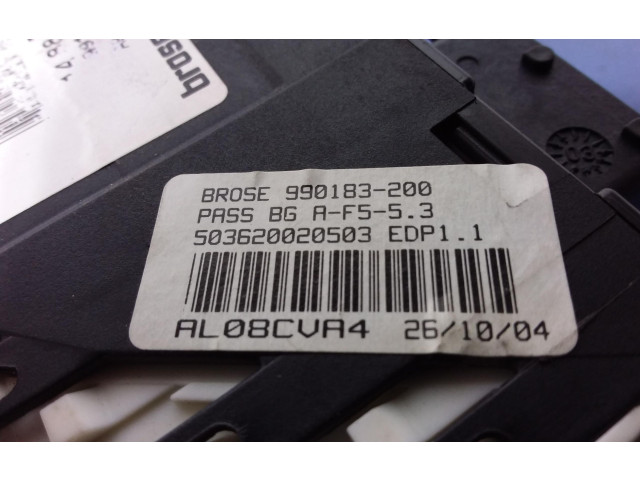 brose
BROSE 990183-200
PASS BG A-F5-5.3
503620020503 EDP1.1
AL08CVA4 26/10/04